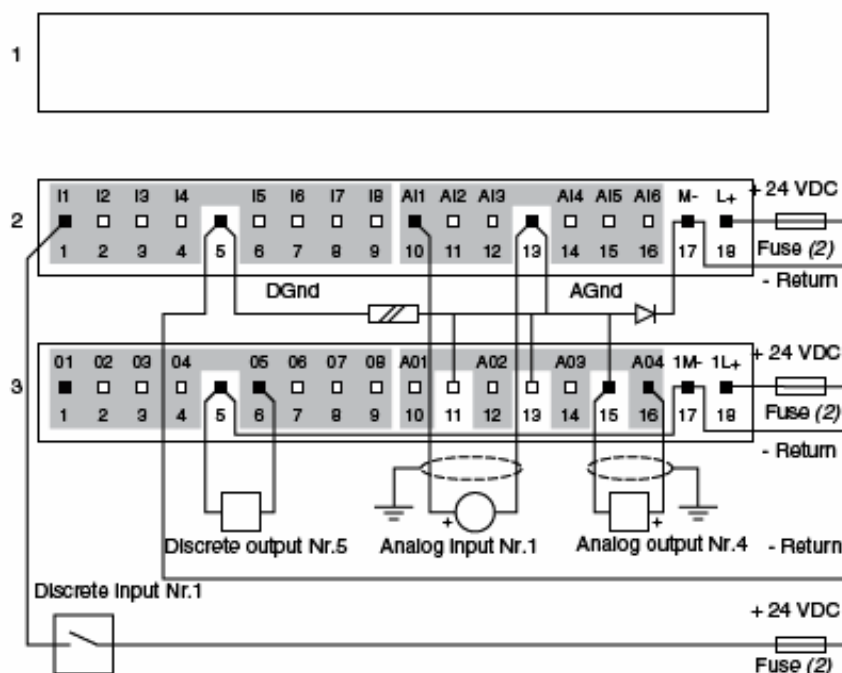 1
I1 I2 I3 I4 I5 I6 I7 I8 AI1 AI2 AI3 AI4 AI5 AI6 M- L+
+ 24 VDC
2
1 2 3 4 5 6 7 8 9 10 11 12 13 14 15 16 17 18
Fuse (2)
- Return
DGnd AGnd
01 02 03 04 05 06 07 08 A01 A02 A03 A04 1M- 1L+
+ 24 VDC
3
1 2 3 4 5 6 7 8 9 10 11 12 13 14 15 16 17 18
Fuse (2)
- Return
+ +
Discrete output Nr.5 Analog Input Nr.1 Analog output Nr.4 - Return
Discrete Input Nr.1
+ 24 VDC
Fuse (2)